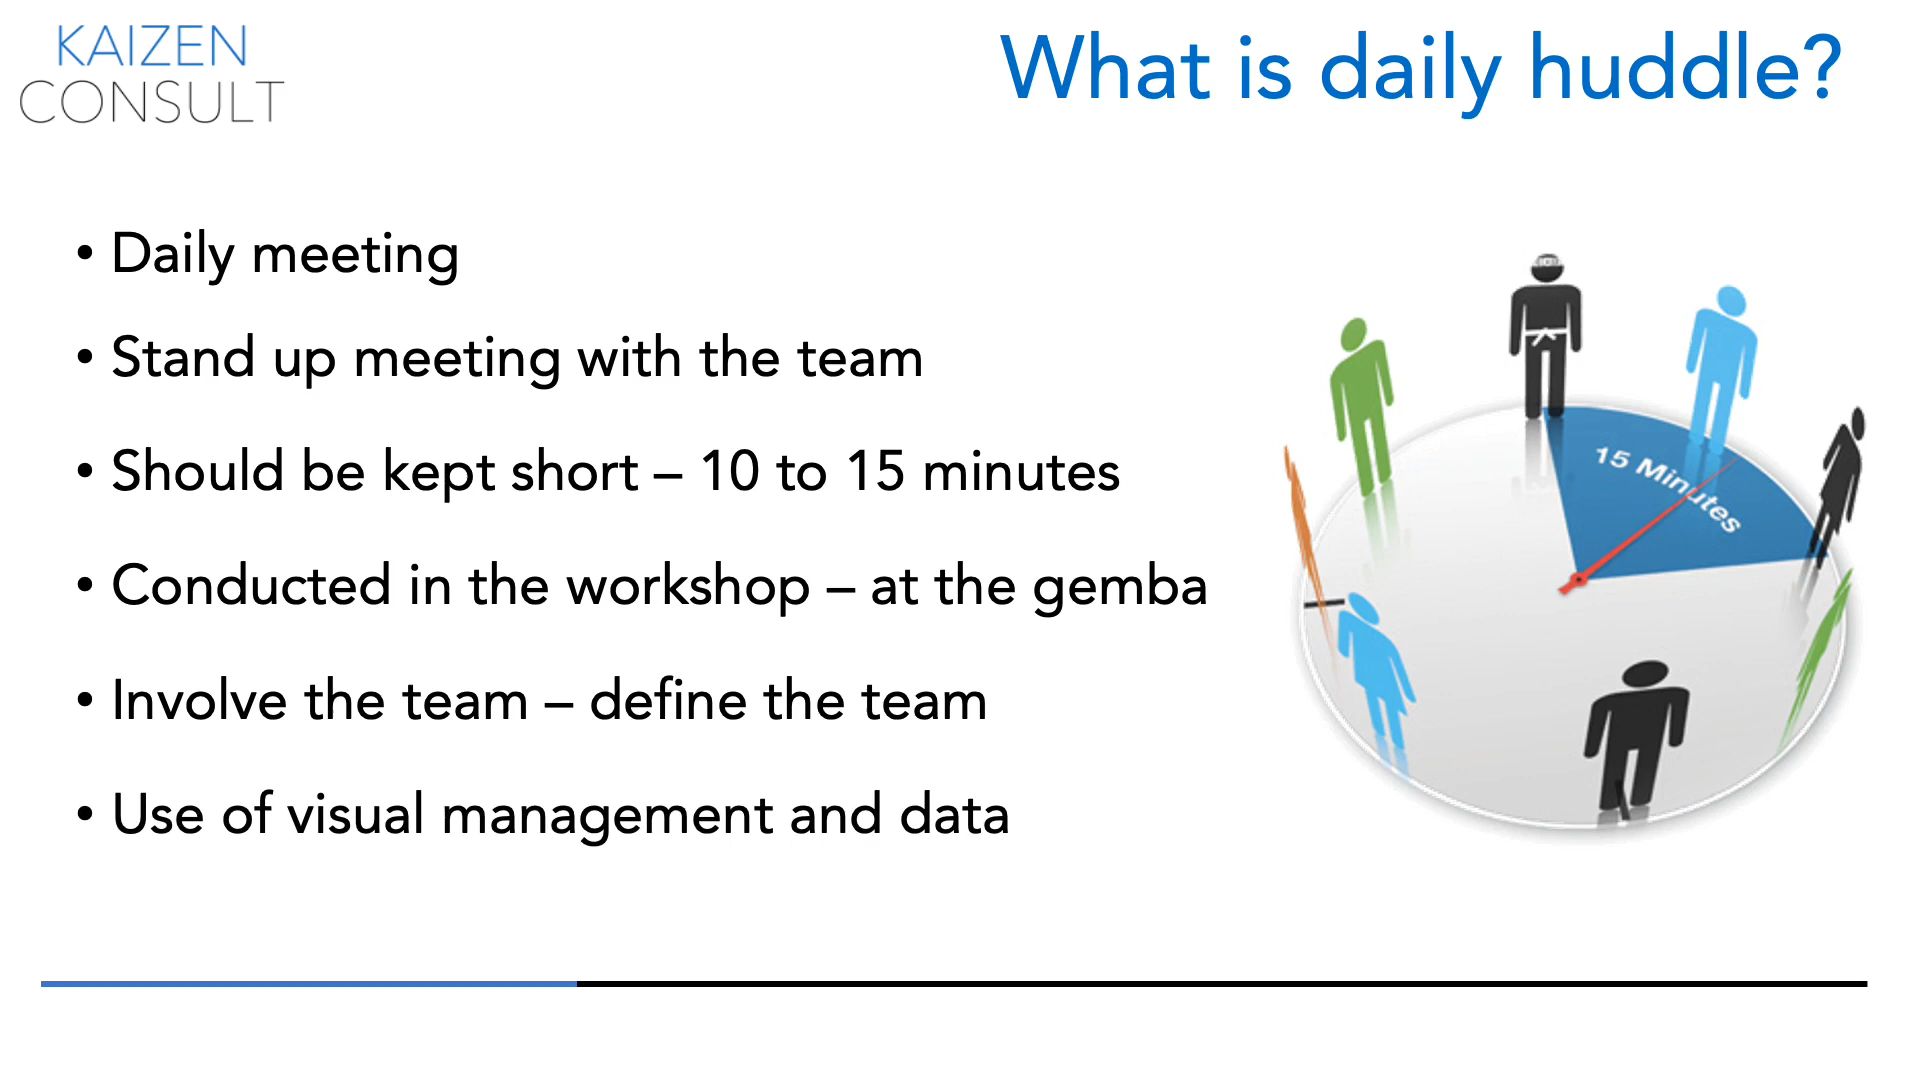 KAIZEN
CONSULT
What is daily huddle?
• Daily meeting
• Stand up meeting with the team
• Should be kept short – 10 to 15 minutes
• Conducted in the workshop – at the gemba
• Involve the team – define the team
• Use of visual management and data
15 Minutes